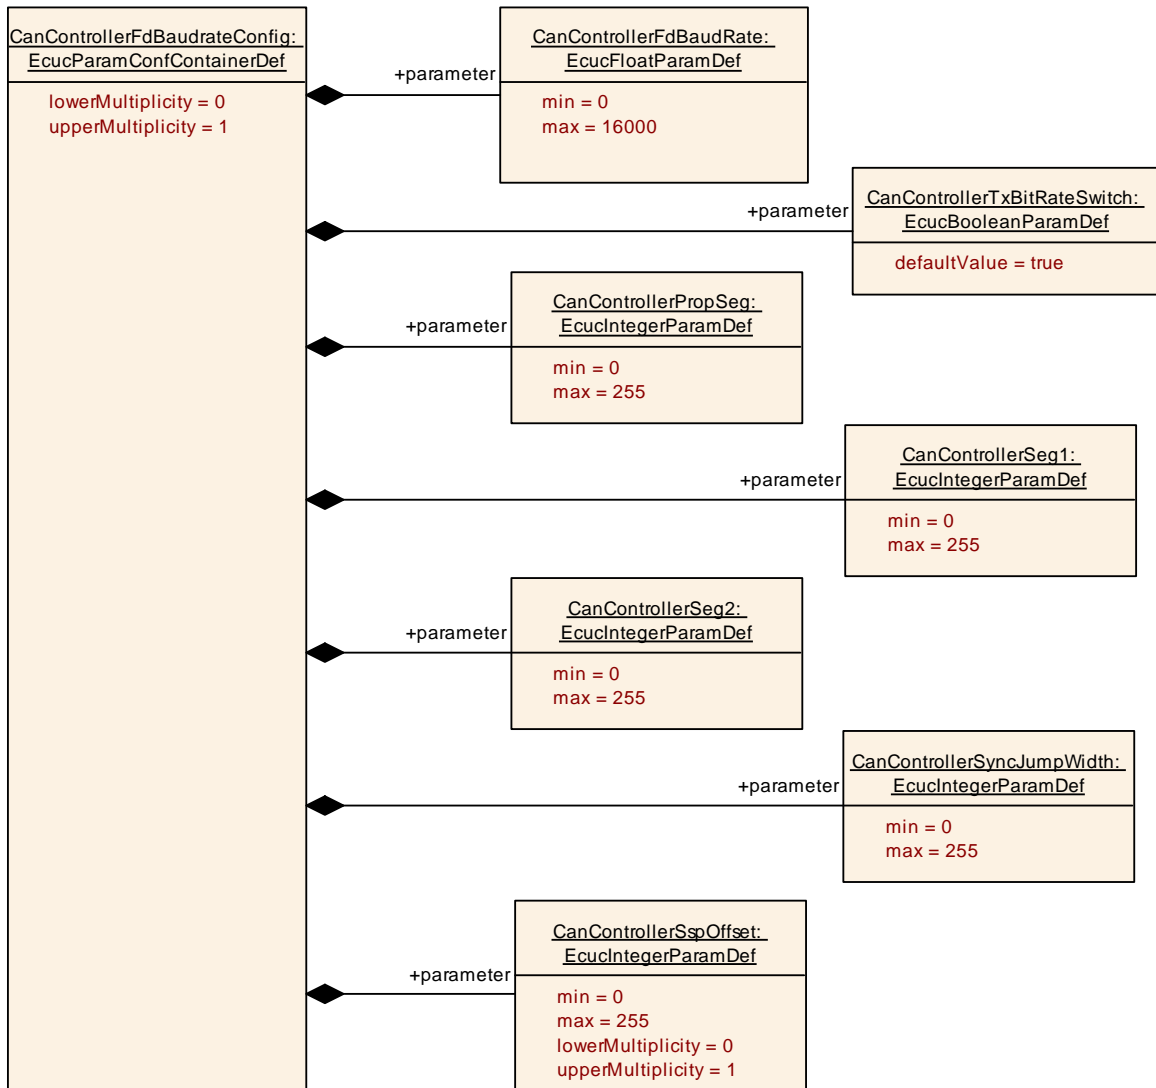 CanControllerFdBaudrateConfig:
EcucParamConfContainerDef
lowerMultiplicity = 0
upperMultiplicity = 1
+parameter
CanControllerFdBaudRate:
EcucFloatParamDef
min = 0
max = 16000
+parameter
CanControllerTxBitRateSwitch:
EcucBooleanParamDef
defaultValue = true
+parameter
CanControllerPropSeg:
EcucIntegerParamDef
min = 0
max = 255
+parameter
CanControllerSeg1:
EcucIntegerParamDef
min = 0
max = 255
+parameter
CanControllerSeg2:
EcucIntegerParamDef
min = 0
max = 255
+parameter
CanControllerSyncJumpWidth:
EcucIntegerParamDef
min = 0
max = 255
+parameter
CanControllerSspOffset:
EcucIntegerParamDef
min = 0
max = 255
lowerMultiplicity = 0
upperMultiplicity = 1